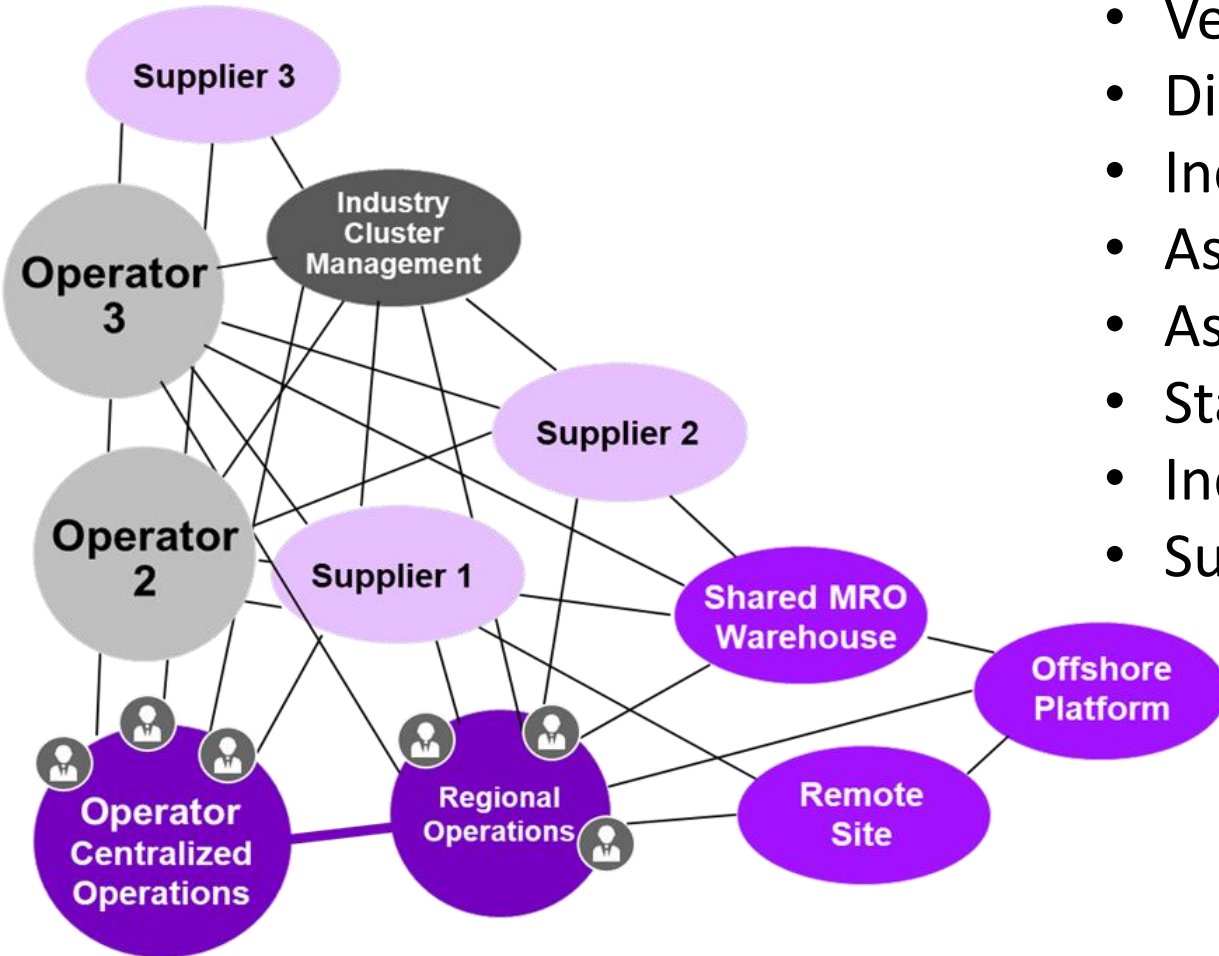 Supplier 3
Industry
Cluster
Management
Operator
3
Supplier 2
Operator
2
Supplier 1
Shared MRO
Warehouse
Offshore
Platform
Operator
Centralized
Operations
Regional
Operations
Remote
Site